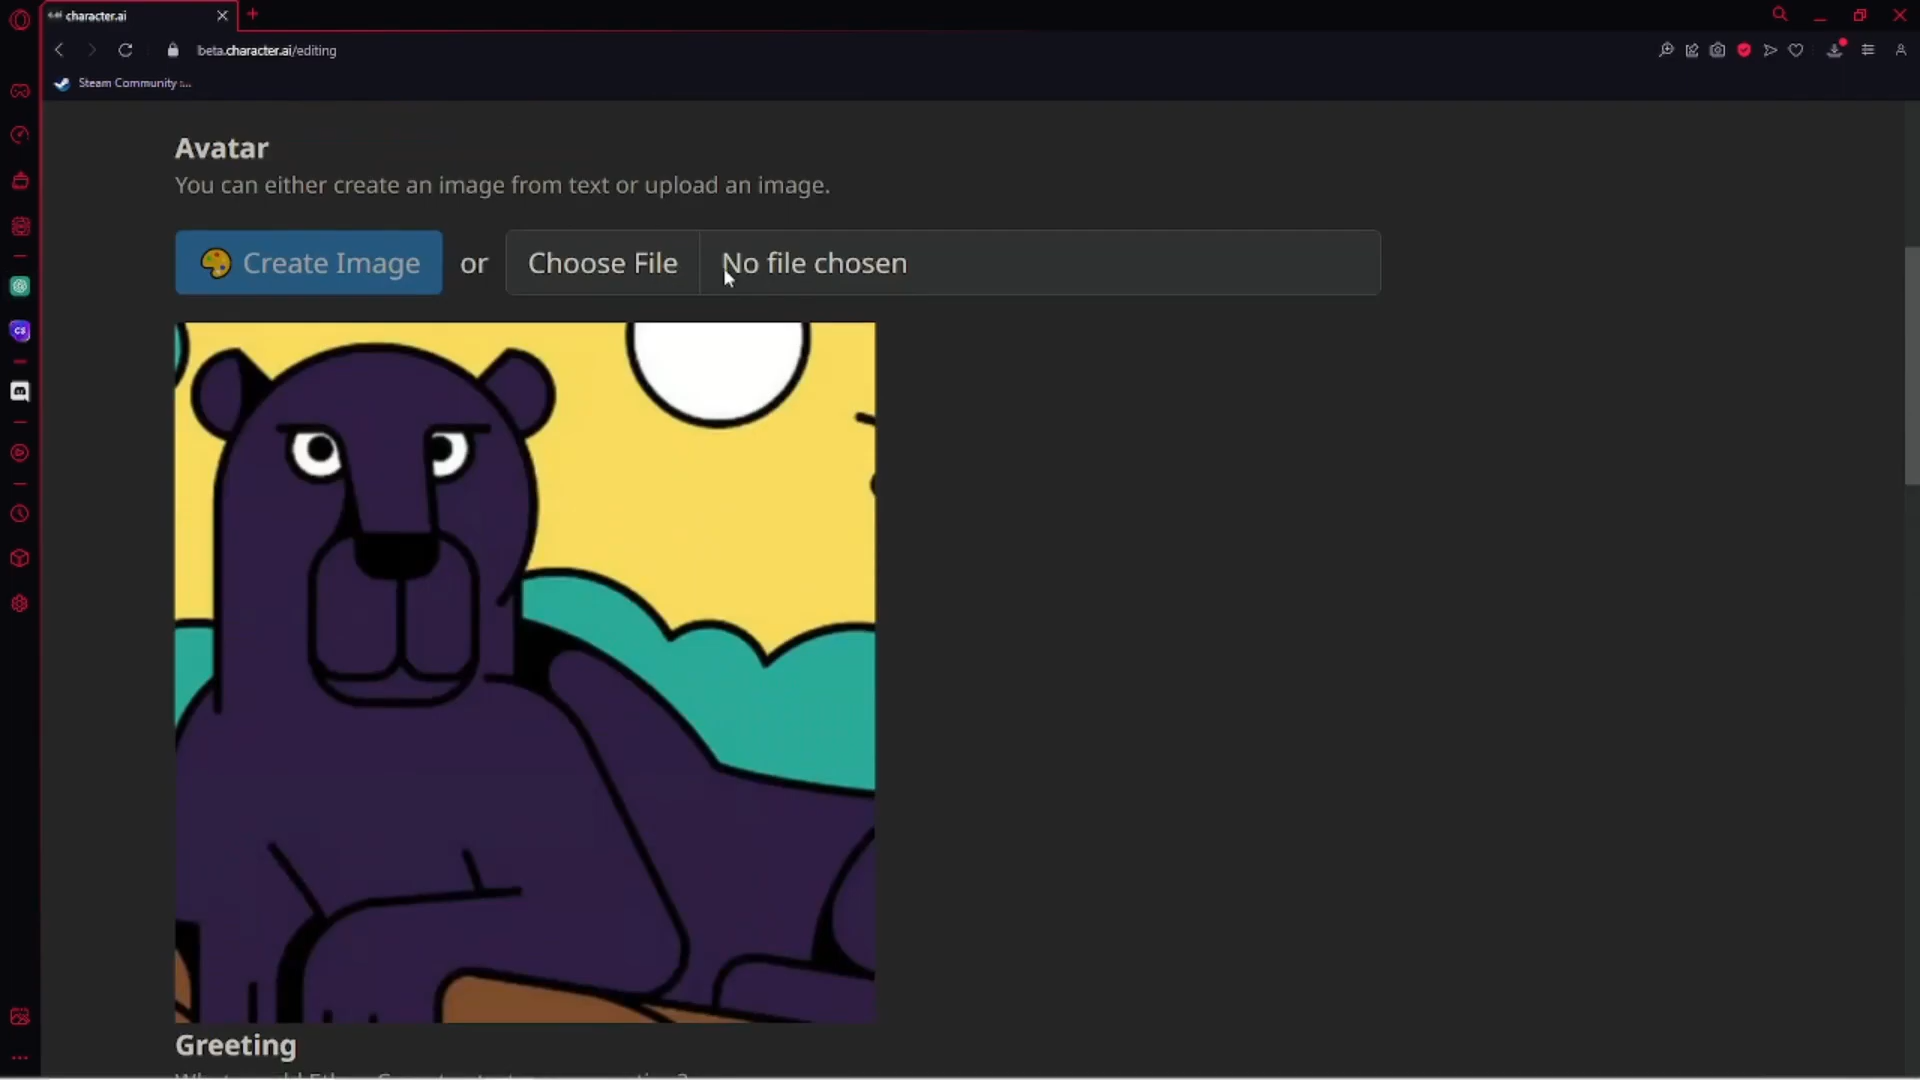 character.ai
beta.character.ai/editing
Steam Community :...
Avatar
You can either create an image from text or upload an image.
Create Image or Choose File No file chosen
Greeting